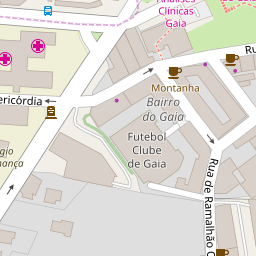 Análises
Clínicas
Gaia
Ru
Montanha
ericórdia
Bairro
do Gaia
Futebol
Clube
de Gaia
gio
ança
Rua de Ramalhão O